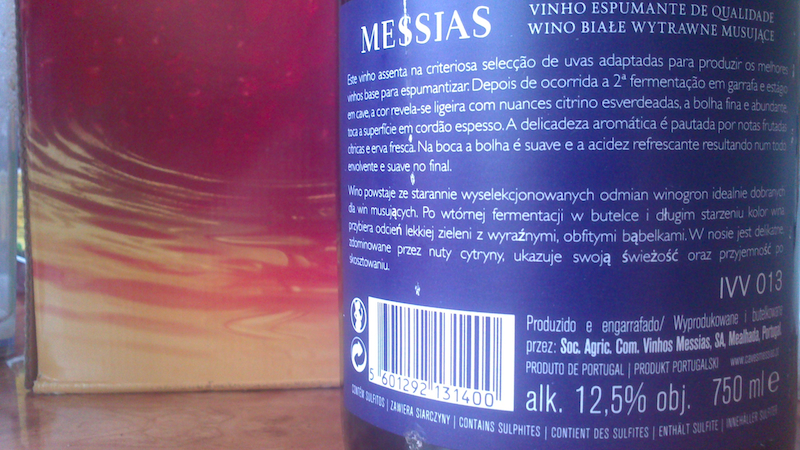 MESSIAS
VINHO ESPUMANTE DE QUALIDADE
WINO BIAŁE WYTRAWNE MUSUJĄCE
Este vinho assenta na criteriosa selecção de uvas adaptadas para produzir os melhores
vinhos base para espumantizar. Depois de ocorrida a 2ª fermentação em garrafa e estágio
em cave, a cor revela-se ligeira com nuances citrino esverdeadas, a bolha fina e abundante,
toca a superfície em cordão espesso. A delicadeza aromática é pautada por notas frutadas
cítricas e erva fresca. Na boca a bolha é suave e a acidez refrescante resultando num todo
envolvente e suave no final.
Wino powstaje ze starannie wyselekcjonowanych odmian winogron idealnie dobranych
dla win musujących. Po wtórnej fermentacji w butelce i długim starzeniu kolor wina
przybiera odcień lekkiej zieleni z wyraźnymi, obfitymi bąbelkami. W nosie jest delikatne,
zdominowane przez nuty cytryny, ukazuje swoją świeżość oraz przyjemność po
skosztowaniu.
IVV 013
Produzido e engarrafado/ Wyprodukowane i butelkowane
przez: Soc. Agric. Com. Vinhos Messias, SA, Mealhada, Portugal.
PRODUTO DE PORTUGAL | PRODUKT PORTUGALSKI
5 601292 131400
alk. 12,5% obj. 750 ml e
CONTÉM SULFITOS | ZAWIERA SIARCZYNY | CONTAINS SULPHITES | CONTIENT DES SULFITES | ENTHÄLT SULFITE | INNEHÅLLER SULFITER